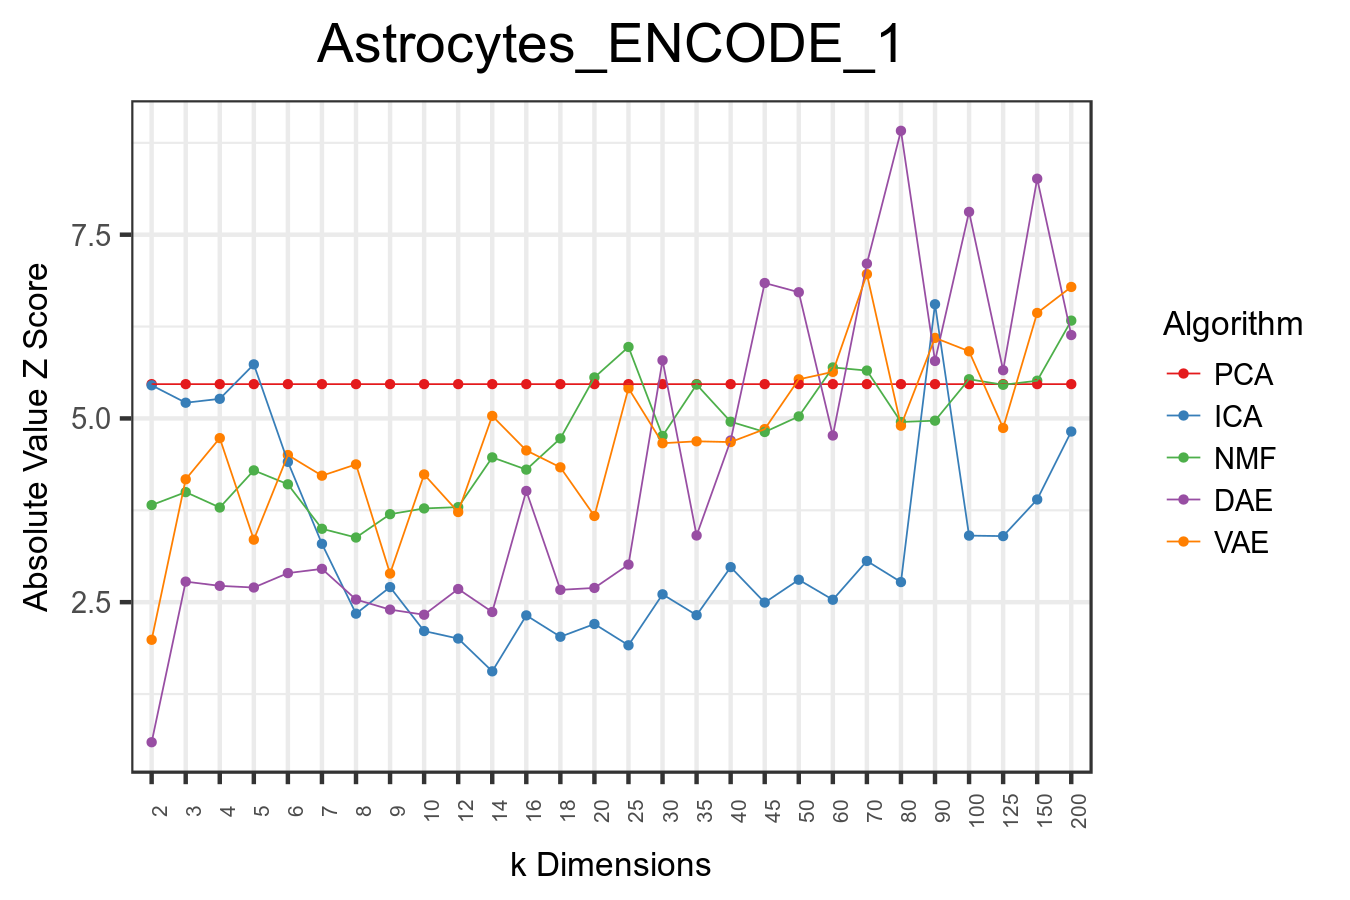 Astrocytes_ENCODE_1
Absolute Value Z Score
7.5
5.0
2.5
2 3 4 5 6 7 8 9 10 12 14 16 18 20 25 30 35 40 45 50 60 70 80 90 100 125 150 200
k Dimensions
Algorithm
PCA
ICA
NMF
DAE
VAE